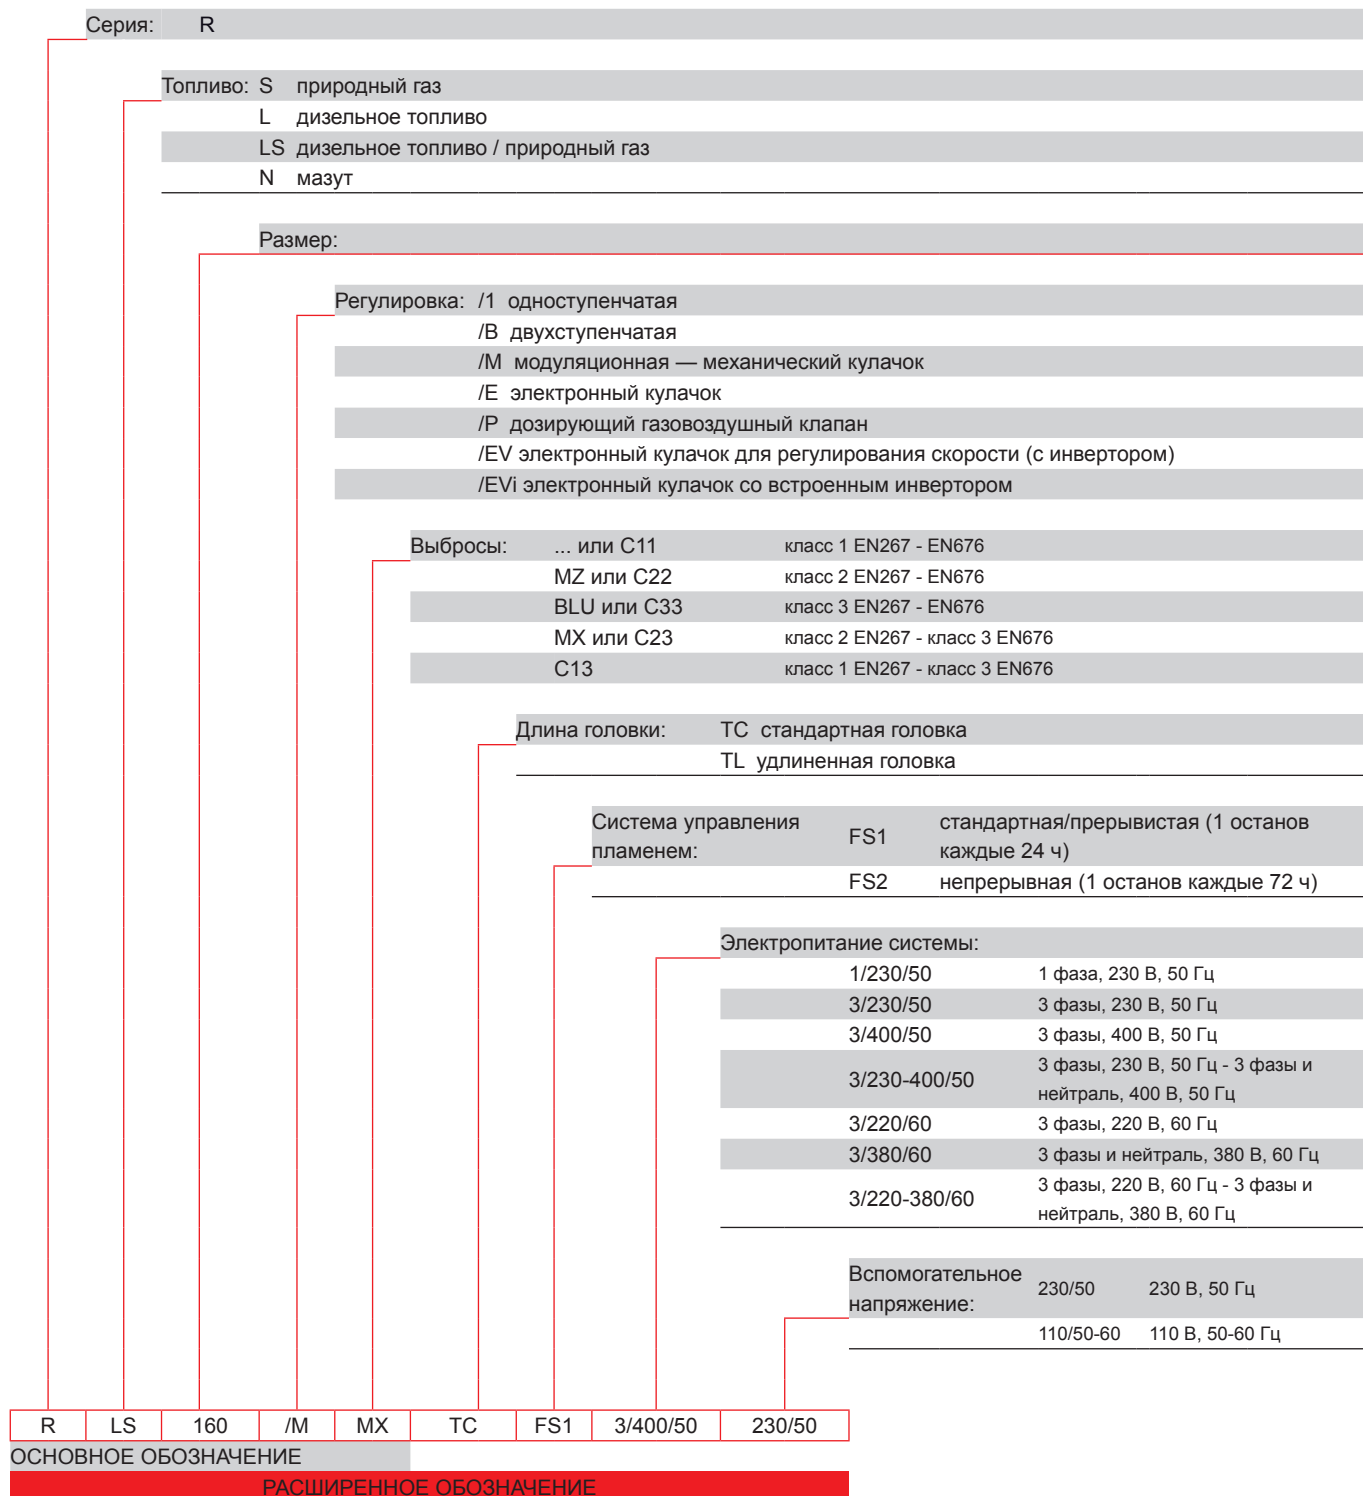 Серия: R
Топливо: S природный газ
L дизельное топливо
LS дизельное топливо / природный газ
N мазут
Размер:
Регулировка: /1 одноступенчатая
/B двухступенчатая
/M модуляционная — механический кулачок
/E электронный кулачок
/P дозирующий газовоздушный клапан
/EV электронный кулачок для регулирования скорости (с инвертором)
/EVi электронный кулачок со встроенным инвертором
Выбросы: ... или C11 класс 1 EN267 - EN676
MZ или C22 класс 2 EN267 - EN676
BLU или C33 класс 3 EN267 - EN676
MX или C23 класс 2 EN267 - класс 3 EN676
C13 класс 1 EN267 - класс 3 EN676
Длина головки: TC стандартная головка
TL удлиненная головка
Система управления пламенем: FS1 стандартная/прерывистая (1 останов каждые 24 ч)
FS2 непрерывная (1 останов каждые 72 ч)
Электропитание системы:
1/230/50 1 фаза, 230 В, 50 Гц
3/230/50 3 фазы, 230 В, 50 Гц
3/400/50 3 фазы, 400 В, 50 Гц
3/230-400/50 3 фазы, 230 В, 50 Гц - 3 фазы и нейтраль, 400 В, 50 Гц
3/220/60 3 фазы, 220 В, 60 Гц
3/380/60 3 фазы и нейтраль, 380 В, 60 Гц
3/220-380/60 3 фазы, 220 В, 60 Гц - 3 фазы и нейтраль, 380 В, 60 Гц
Вспомогательное напряжение: 230/50 230 В, 50 Гц
110/50-60 110 В, 50-60 Гц
R LS 160 /M MX TC FS1 3/400/50 230/50
ОСНОВНОЕ ОБОЗНАЧЕНИЕ
РАСШИРЕННОЕ ОБОЗНАЧЕНИЕ